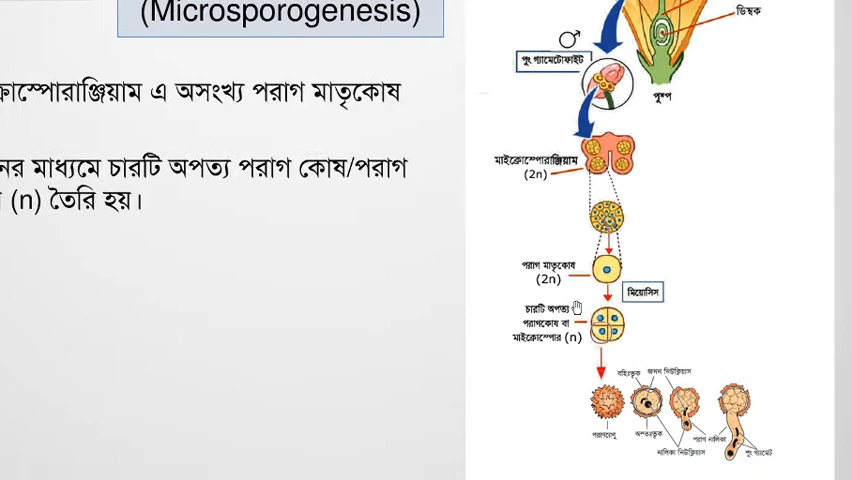 (Microsporogenesis)
ক্রোস্পোরাঞ্জিয়াম এ অসংখ্য পরাগ মাতৃকোষ
নের মাধ্যমে চারটি অপত্য পরাগ কোষ/পরাগ
(n) তৈরি হয়।
ডিম্বক
পুং গ্যামেটোফাইট
পুষ্প
মাইক্রোস্পোরাঞ্জিয়াম
(2n)
পরাগ মাতৃকোষ
(2n)
মিয়োসিস
চারটি অপত্য
পরাগকোষ বা
মাইক্রোস্পোর (n)
বহিঃত্বক
জনন নিউক্লিয়াস
পরাগরেণু
অন্তঃত্বক
পরাগ নালিকা
নালিকা নিউক্লিয়াস
পুং গ্যামেট